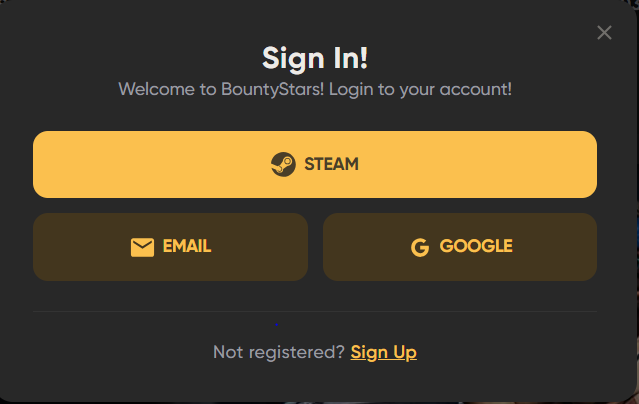 Sign In!
Welcome to BountyStars! Login to your account!
STEAM
EMAIL
GOOGLE
Not registered? Sign Up